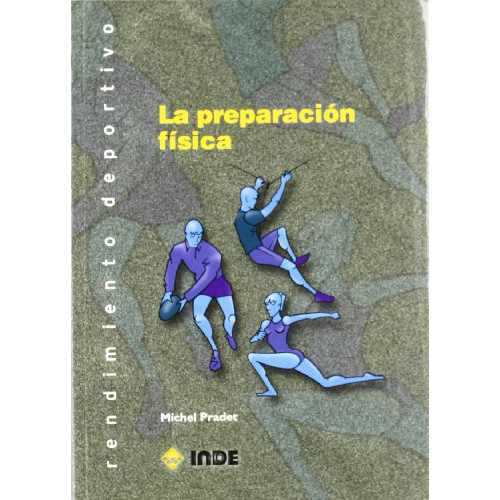 rendimiento deportivo
La preparación
física
Michel Pradet
INDE